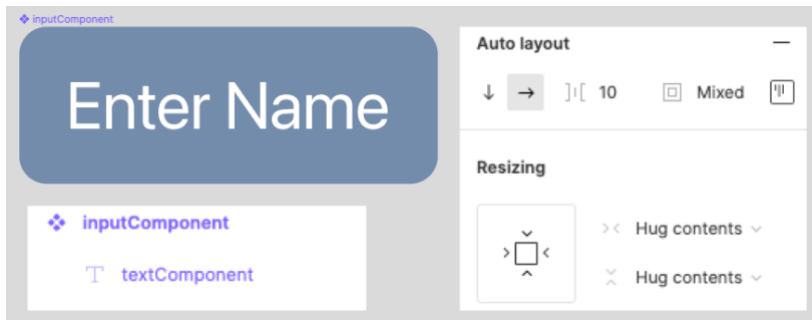 inputComponent
Enter Name
inputComponent
textComponent
Auto layout
10 Mixed
Resizing
Hug contents
Hug contents